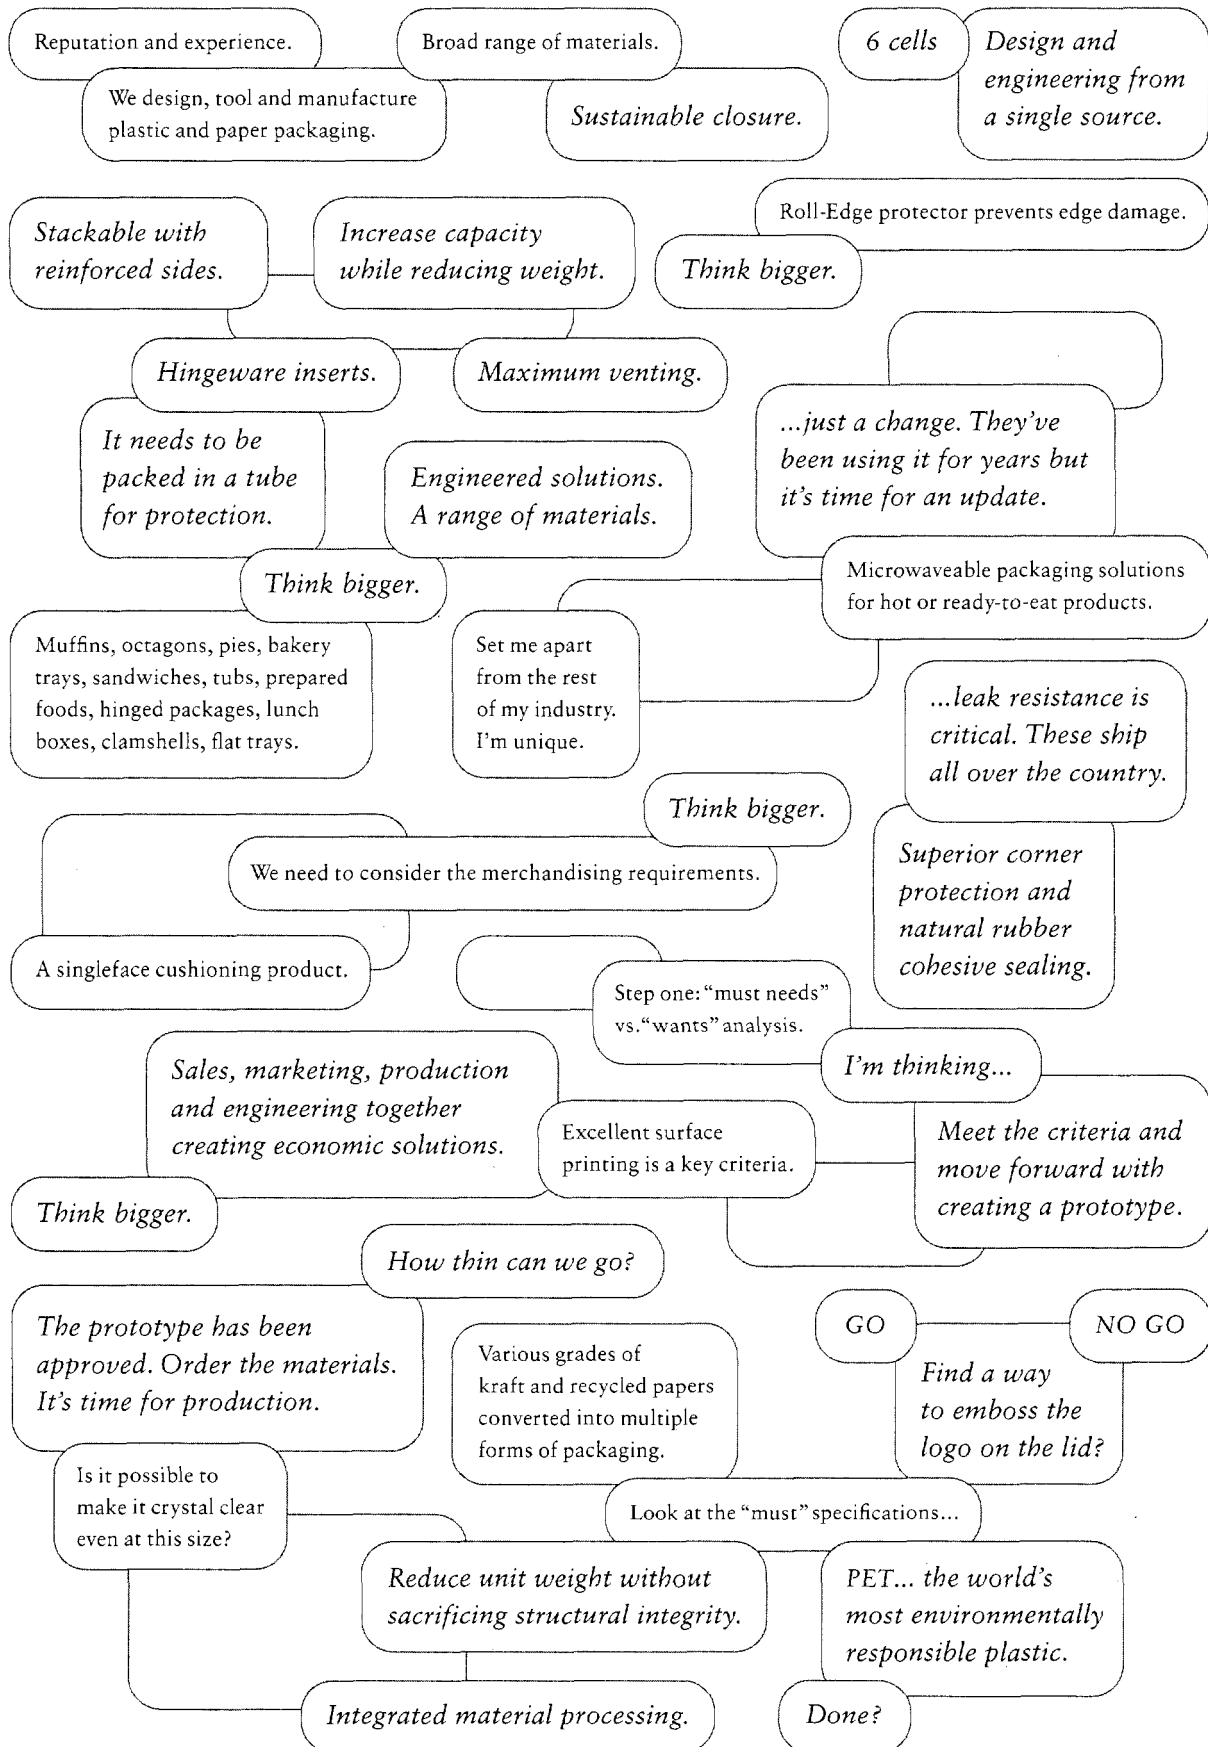 Reputation and experience.
Broad range of materials.
6 cells
Design and
engineering from
a single source.
We design, tool and manufacture
plastic and paper packaging.
Sustainable closure.
Roll-Edge protector prevents edge damage.
Stackable with
reinforced sides.
Increase capacity
while reducing weight.
Think bigger.
Hingeware inserts.
Maximum venting.
...just a change. They've
been using it for years but
it's time for an update.
It needs to be
packed in a tube
for protection.
Engineered solutions.
A range of materials.
Think bigger.
Microwaveable packaging solutions
for hot or ready-to-eat products.
Muffins, octagons, pies, bakery
trays, sandwiches, tubs, prepared
foods, hinged packages, lunch
boxes, clamshells, flat trays.
Set me apart
from the rest
of my industry.
I'm unique.
...leak resistance is
critical. These ship
all over the country.
Think bigger.
We need to consider the merchandising requirements.
Superior corner
protection and
natural rubber
cohesive sealing.
A singleface cushioning product.
Step one: "must needs"
vs. "wants" analysis.
I'm thinking...
Sales, marketing, production
and engineering together
creating economic solutions.
Excellent surface
printing is a key criteria.
Meet the criteria and
move forward with
creating a prototype.
Think bigger.
How thin can we go?
The prototype has been
approved. Order the materials.
It's time for production.
GO
NO GO
Various grades of
kraft and recycled papers
converted into multiple
forms of packaging.
Find a way
to emboss the
logo on the lid?
Is it possible to
make it crystal clear
even at this size?
Look at the "must" specifications...
Reduce unit weight without
sacrificing structural integrity.
PET... the world's
most environmentally
responsible plastic.
Integrated material processing.
Done?